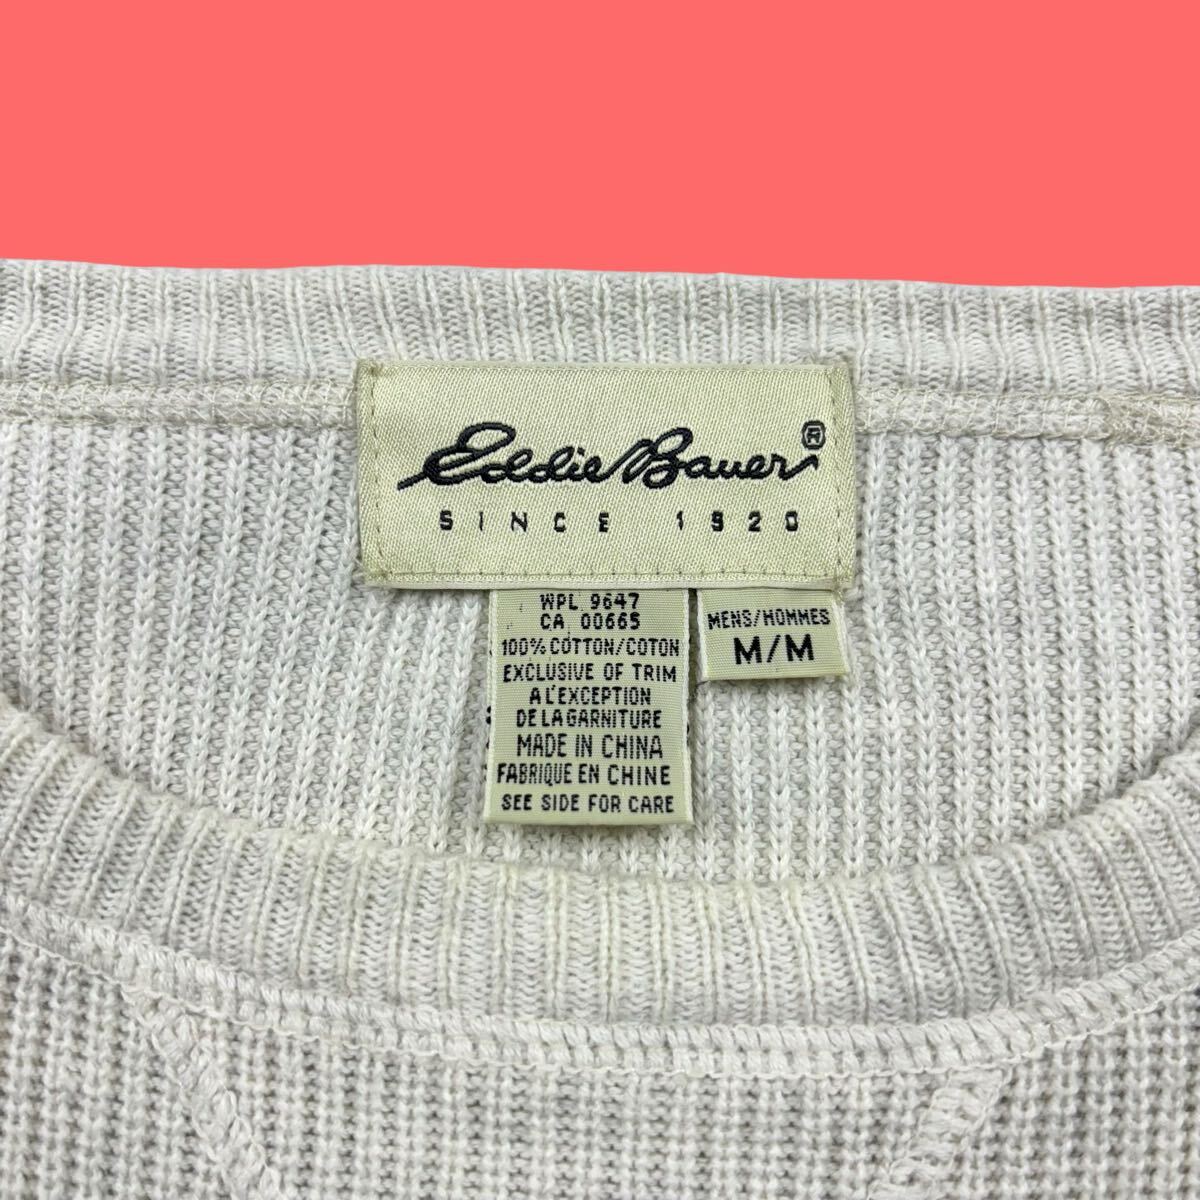 Eddie Bauer®
SINCE 1920
WPL 9647
CA 00665
100% COTTON/COTON
EXCLUSIVE OF TRIM
A L'EXCEPTION
DE LA GARNITURE
MADE IN CHINA
FABRIQUE EN CHINE
SEE SIDE FOR CARE
MENS/HOMMES
M/M